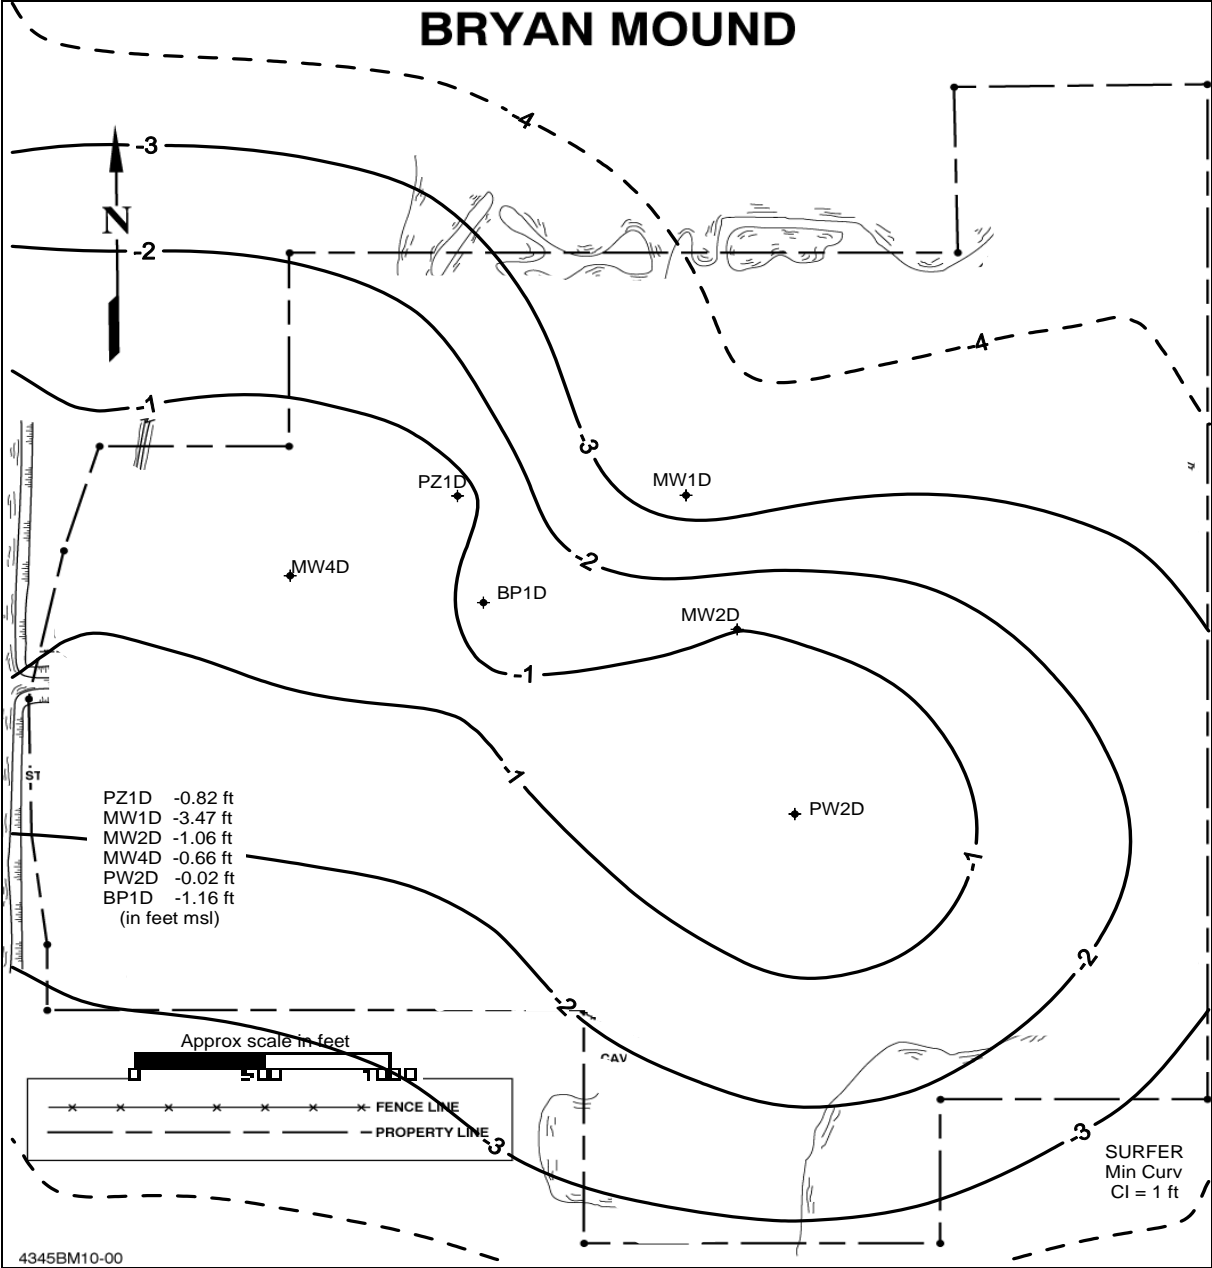 BRYAN MOUND
-4
-3
N
-2
-4
-1
-3
PZ1D
MW1D
-2
MW4D
BP1D
MW2D
-1
-1
ST
PZ1D -0.82 ft
MW1D -3.47 ft
MW2D -1.06 ft
MW4D -0.66 ft
PW2D -0.02 ft
BP1D -1.16 ft
(in feet msl)
PW2D
-1
-2
-2
Approx scale in feet
CAV
FENCE LINE
PROPERTY LINE
-3
-3
SURFER
Min Curv
CI = 1 ft
4345BM10-00